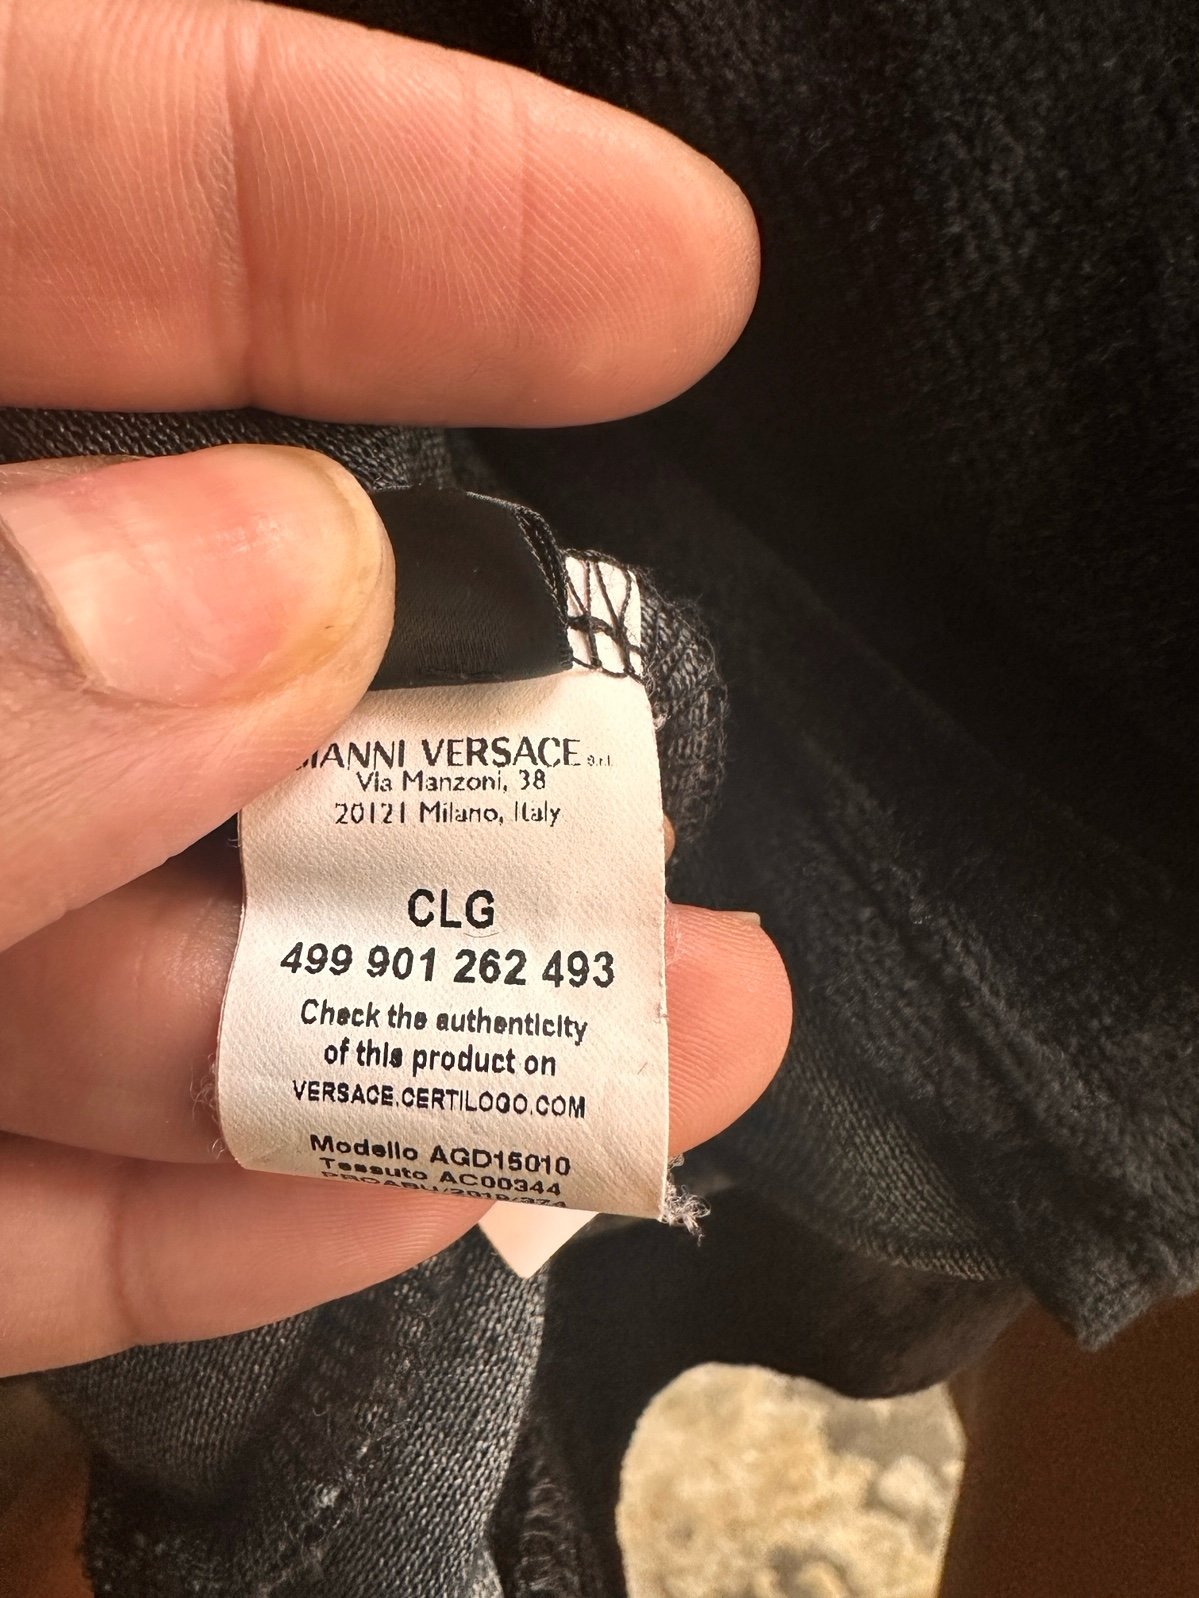 GIANNI VERSACE s.r.l.
Via Manzoni, 38
20121 Milano, Italy
CLG
499 901 262 493
Check the authenticity
of this product on
VERSACE.CERTILOGO.COM
Modello AGD15010
Tessuto AC00344